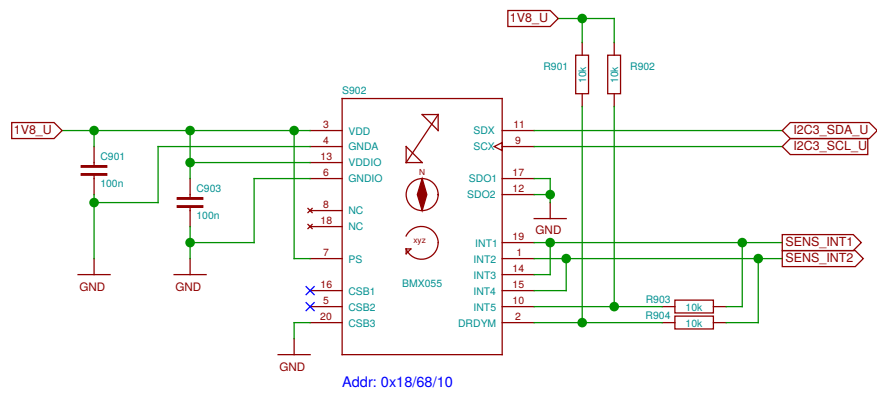 1V8_U
R901
10k
10k
R902
S902
1V8_U
C901
100n
C903
100n
GND
GND
3
VDD
4
GNDA
13
VDDIO
6
GNDIO
8
NC
18
NC
7
PS
16
CSB1
5
CSB2
20
CSB3
GND
N
xyz
BMX055
SDX
11
I2C3_SDA_U
SCX
9
I2C3_SCL_U
SDO1
17
SDO2
12
GND
INT1
19
SENS_INT1
INT2
1
SENS_INT2
INT3
14
INT4
15
INT5
10
R903
10k
DRDYM
2
R904
10k
Addr: 0x18/68/10